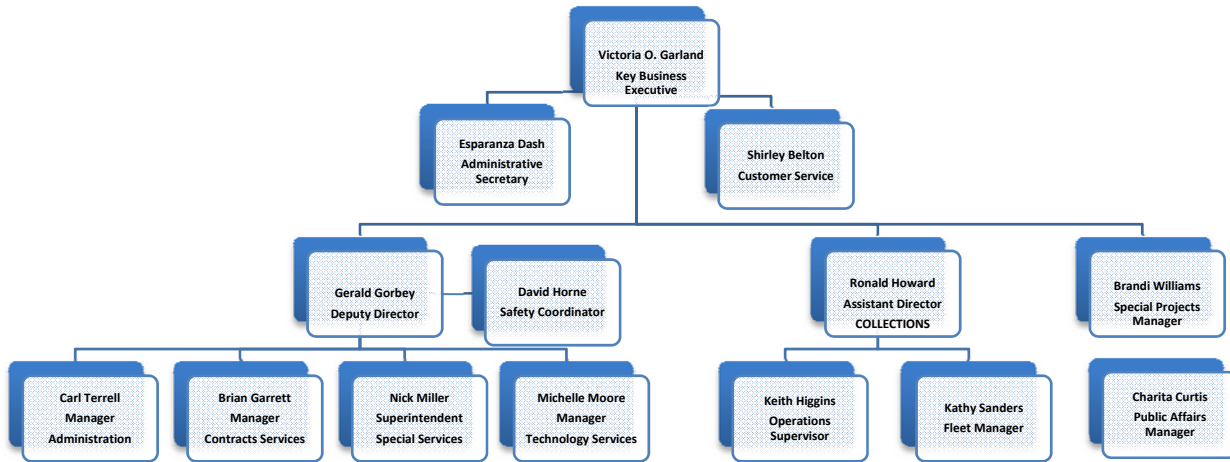 Victoria O. Garland
Key Business
Executive
Esparanza Dash
Administrative
Secretary
Shirley Belton
Customer Service
Gerald Gorbey
Deputy Director
David Horne
Safety Coordinator
Ronald Howard
Assistant Director
COLLECTIONS
Brandi Williams
Special Projects
Manager
Carl Terrell
Manager
Administration
Brian Garrett
Manager
Contracts Services
Nick Miller
Superintendent
Special Services
Michelle Moore
Manager
Technology Services
Keith Higgins
Operations
Supervisor
Kathy Sanders
Fleet Manager
Charita Curtis
Public Affairs
Manager